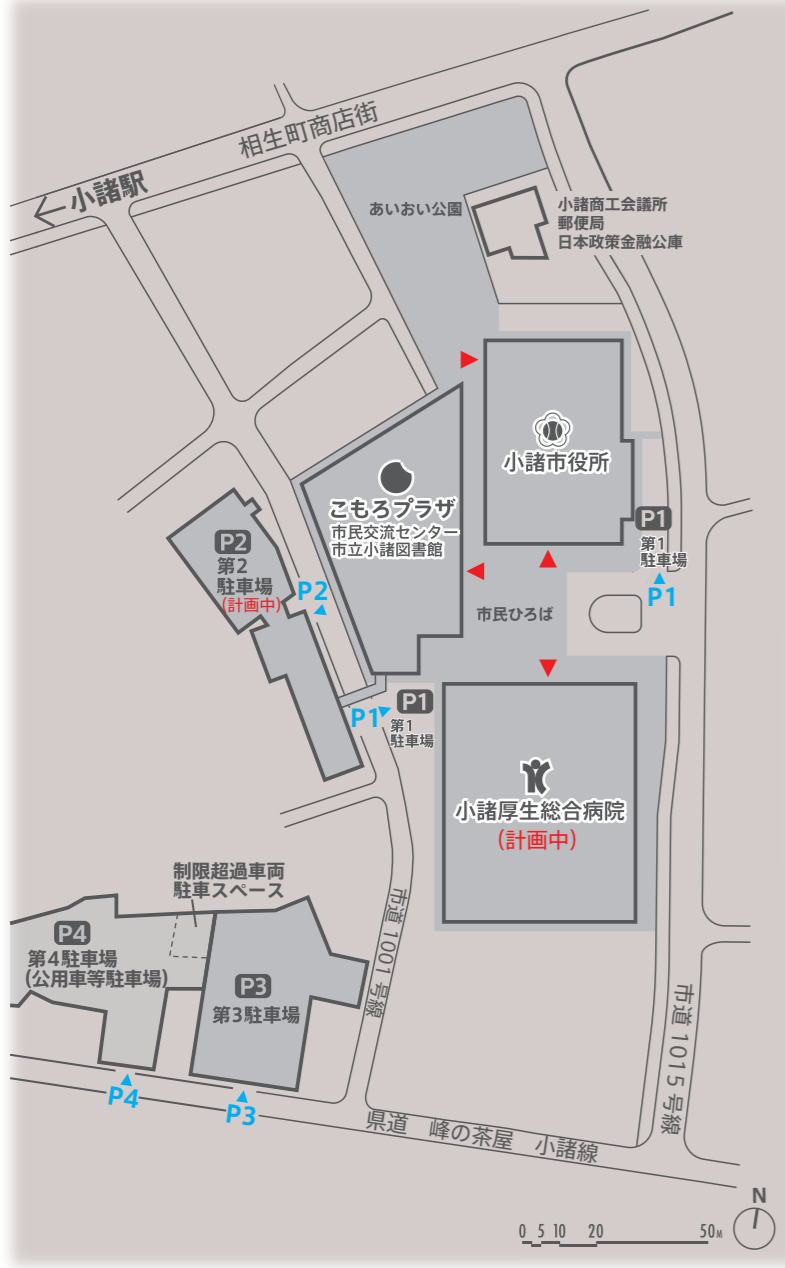 相生町商店街
←小諸駅
あいおい公園
小諸商工会議所
郵便局
日本政策金融公庫
小諸市役所
こもろプラザ
市民交流センター
市立小諸図書館
P1
第1
駐車場
P1
P2
第2
駐車場
(計画中)
P2
市民ひろば
P1
P1
第1
駐車場
小諸厚生総合病院
(計画中)
制限超過車両
駐車スペース
P4
第4駐車場
(公用車等駐車場)
P3
第3駐車場
市道1001号線
市道1015号線
P4
P3
県道 峰の茶屋 小諸線
N
0 5 10 20 50M